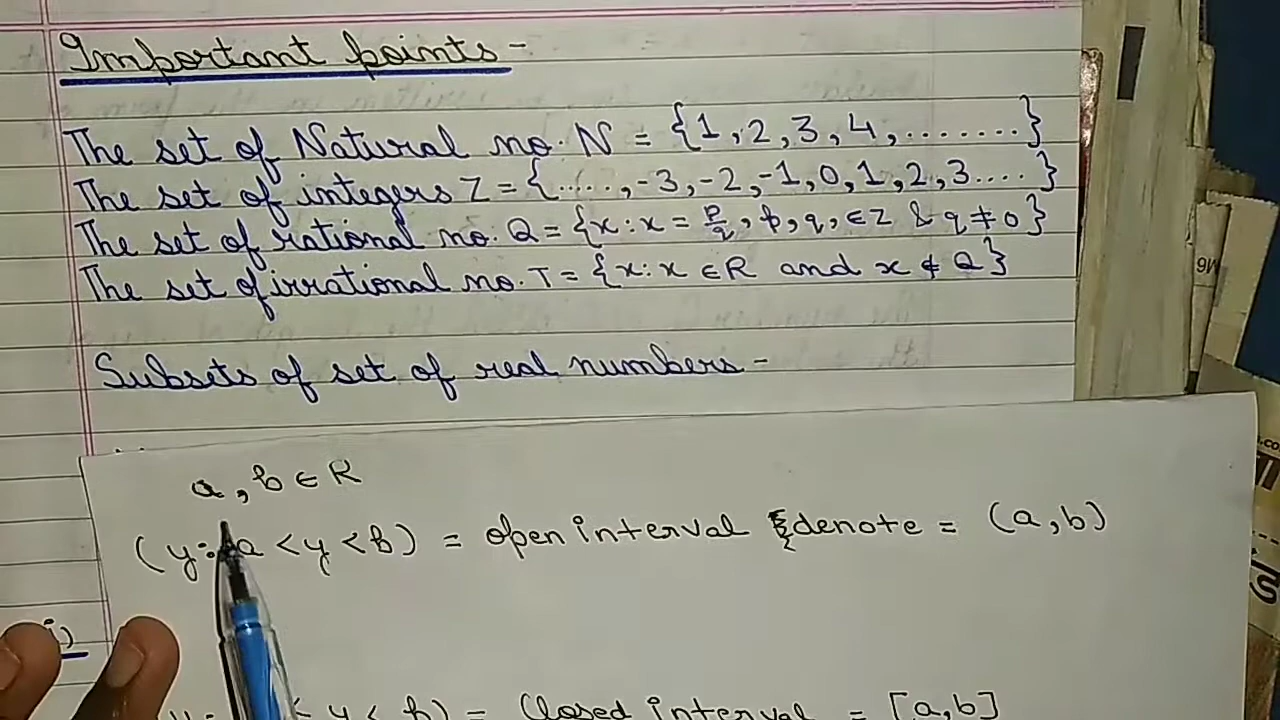 Important points -
The set of Natural no. N = {1, 2, 3, 4, .......}
The set of integers Z = {....., -3, -2, -1, 0, 1, 2, 3....}
The set of rational no. Q = {x : x = p/q, p, q, ∈ Z & q ≠ 0}
The set of irrational no. T = {x : x ∈ R and x ∉ Q}
Subsets of set of real numbers -
a, b ∈ R
(y : a < y < b) = open interval denote = (a, b)
i)
< b) = Closed interval = [a, b]